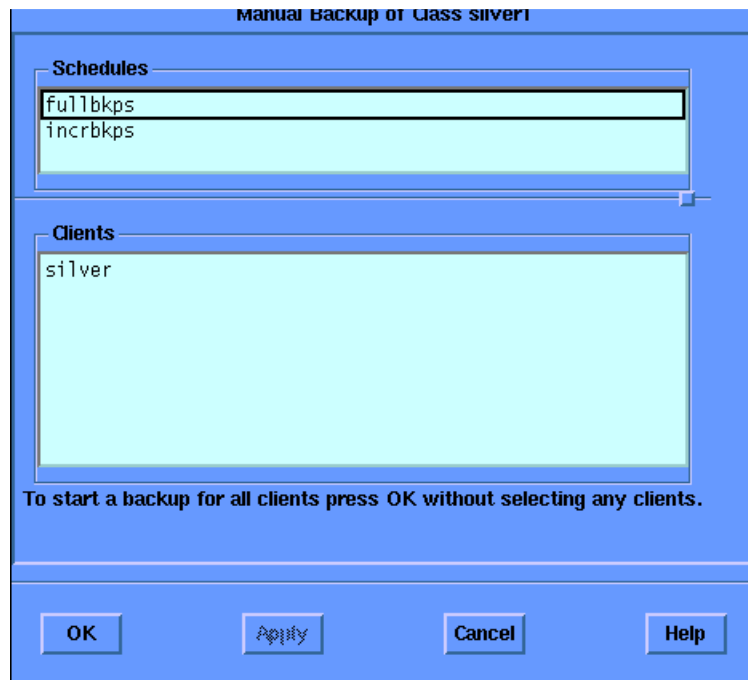 Manual Backup of Class silver1
Schedules
fullbkps
incrbkps
Clients
silver
To start a backup for all clients press OK without selecting any clients.
OK
Apply
Cancel
Help